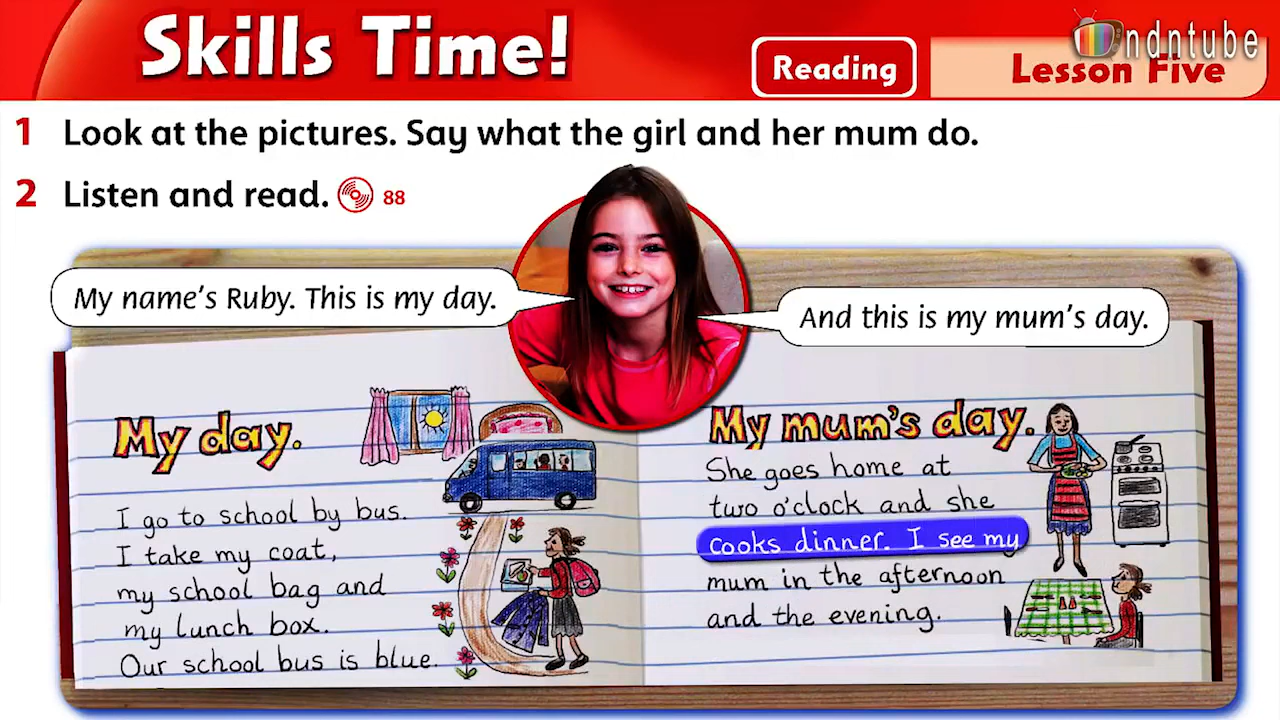 Skills Time!
Reading
Lesson Five
ndntube
1 Look at the pictures. Say what the girl and her mum do.
2 Listen and read. 88
My name's Ruby. This is my day.
And this is my mum's day.
My day.
I go to school by bus.
I take my coat,
my school bag and
my lunch box.
Our school bus is blue.
My mum's day.
She goes home at
two o'clock and she
cooks dinner. I see my
mum in the afternoon
and the evening.